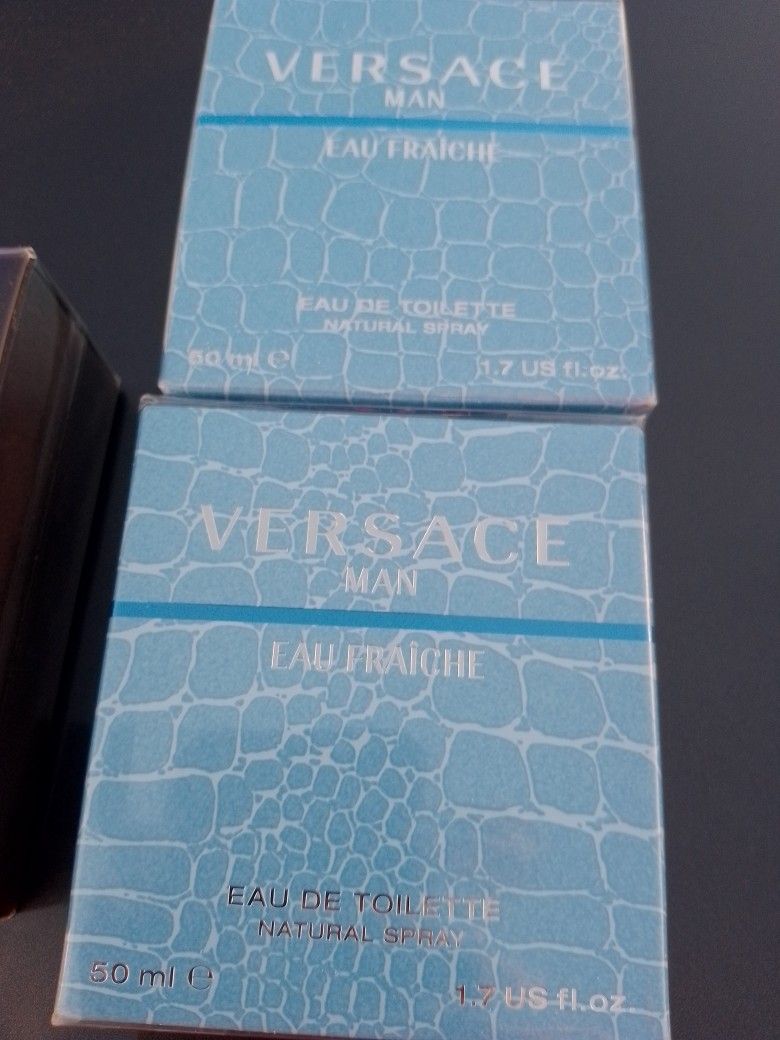 VERSACE
MAN
EAU FRAÎCHE
EAU DE TOILETTE
NATURAL SPRAY
50 ml ℮
1.7 US fl.oz.
VERSACE
MAN
EAU FRAÎCHE
EAU DE TOILETTE
NATURAL SPRAY
50 ml ℮
1.7 US fl.oz.